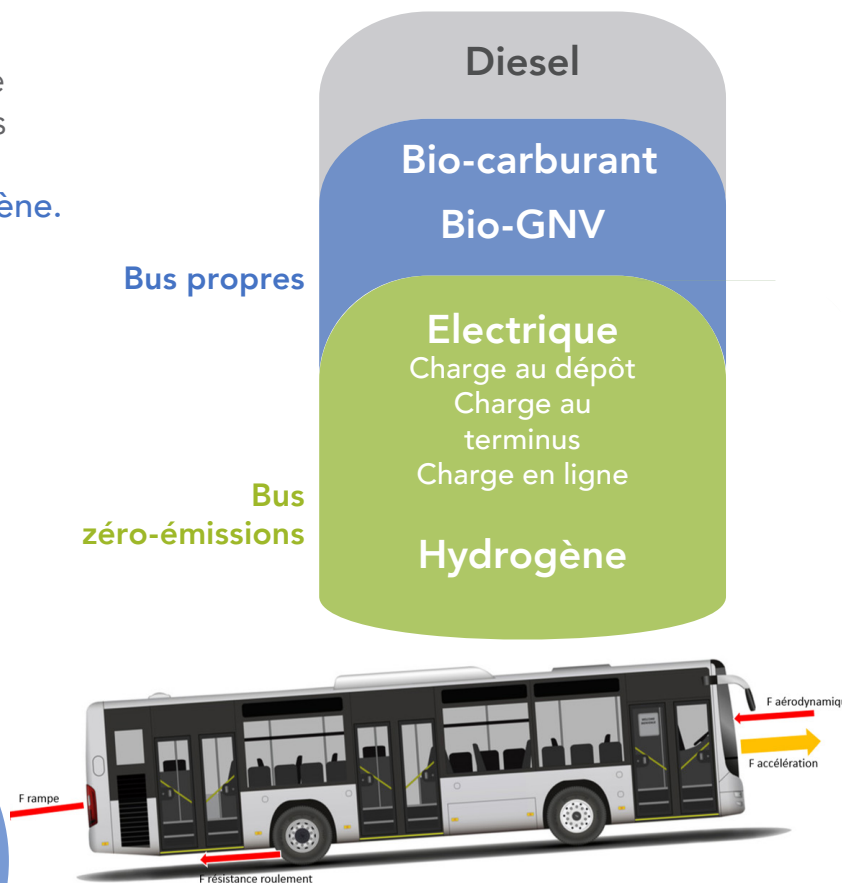 Diesel
Bio-carburant
ène.
Bio-GNV
Bus propres
Electrique
Charge au dépôt
Charge au
terminus
Charge en ligne
Bus
zéro-émissions
Hydrogène
F aérodynamiqu
F accélération
F rampe
F résistance roulement